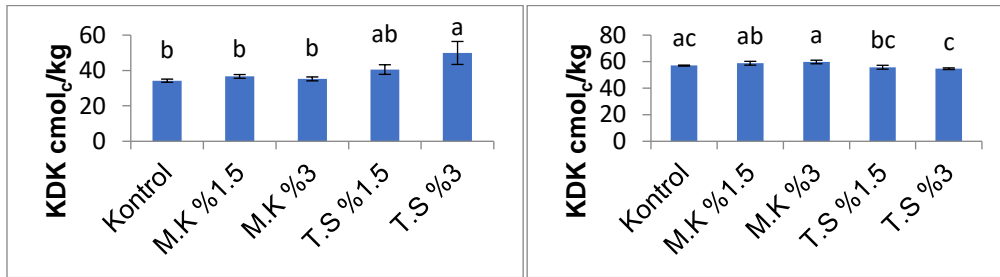 KDK cmolc/kg
60
40
20
0
b
b
b
ab
a
Kontrol
M.K %1.5
M.K %3
T.S %1.5
T.S %3
KDK cmolc/kg
80
60
40
20
0
ac
ab
a
bc
c
Kontrol
M.K %1.5
M.K %3
T.S %1.5
T.S %3